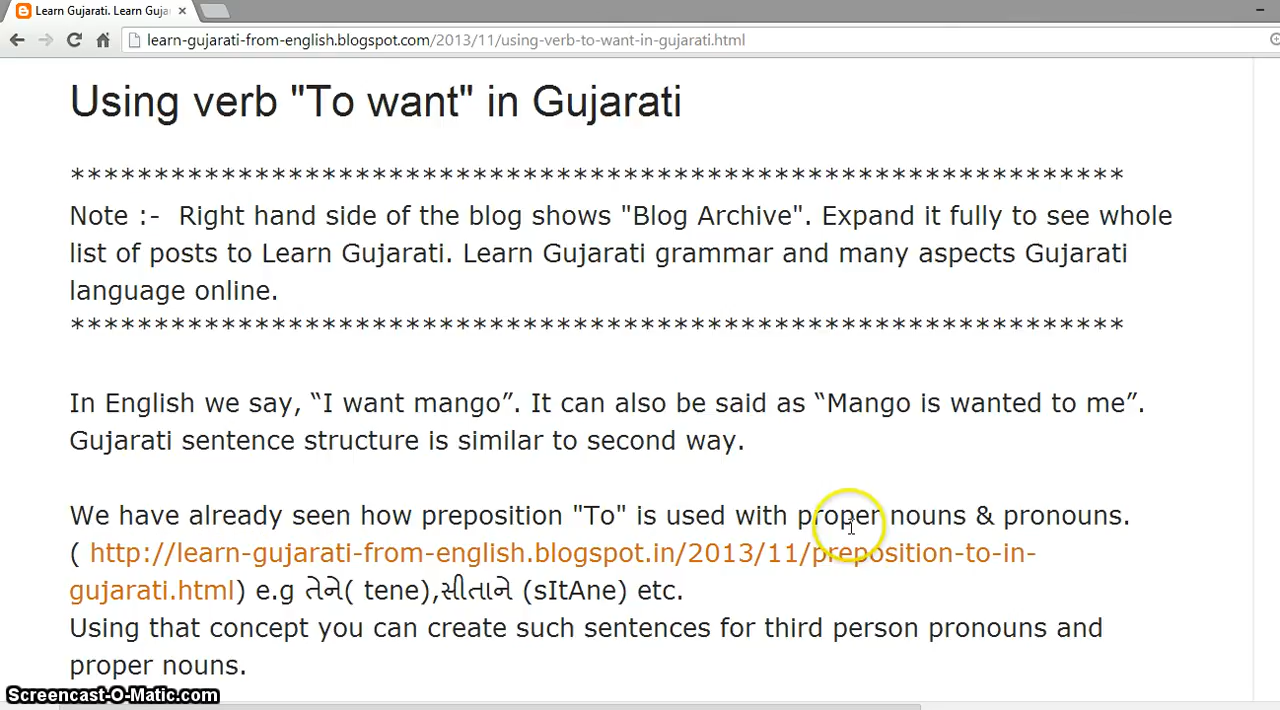 Learn Gujarati. Learn Guja
learn-gujarati-from-english.blogspot.com/2013/11/using-verb-to-want-in-gujarati.html
Using verb "To want" in Gujarati
***************************************************************
Note :-  Right hand side of the blog shows "Blog Archive". Expand it fully to see whole
list of posts to Learn Gujarati. Learn Gujarati grammar and many aspects Gujarati
language online.
***************************************************************
In English we say, “I want mango”. It can also be said as “Mango is wanted to me”.
Gujarati sentence structure is similar to second way.
We have already seen how preposition "To" is used with proper nouns & pronouns.
( http://learn-gujarati-from-english.blogspot.in/2013/11/preposition-to-in-
gujarati.html) e.g તેને( tene),સીતાને (sItAne) etc.
Using that concept you can create such sentences for third person pronouns and
proper nouns.
Screencast-O-Matic.com